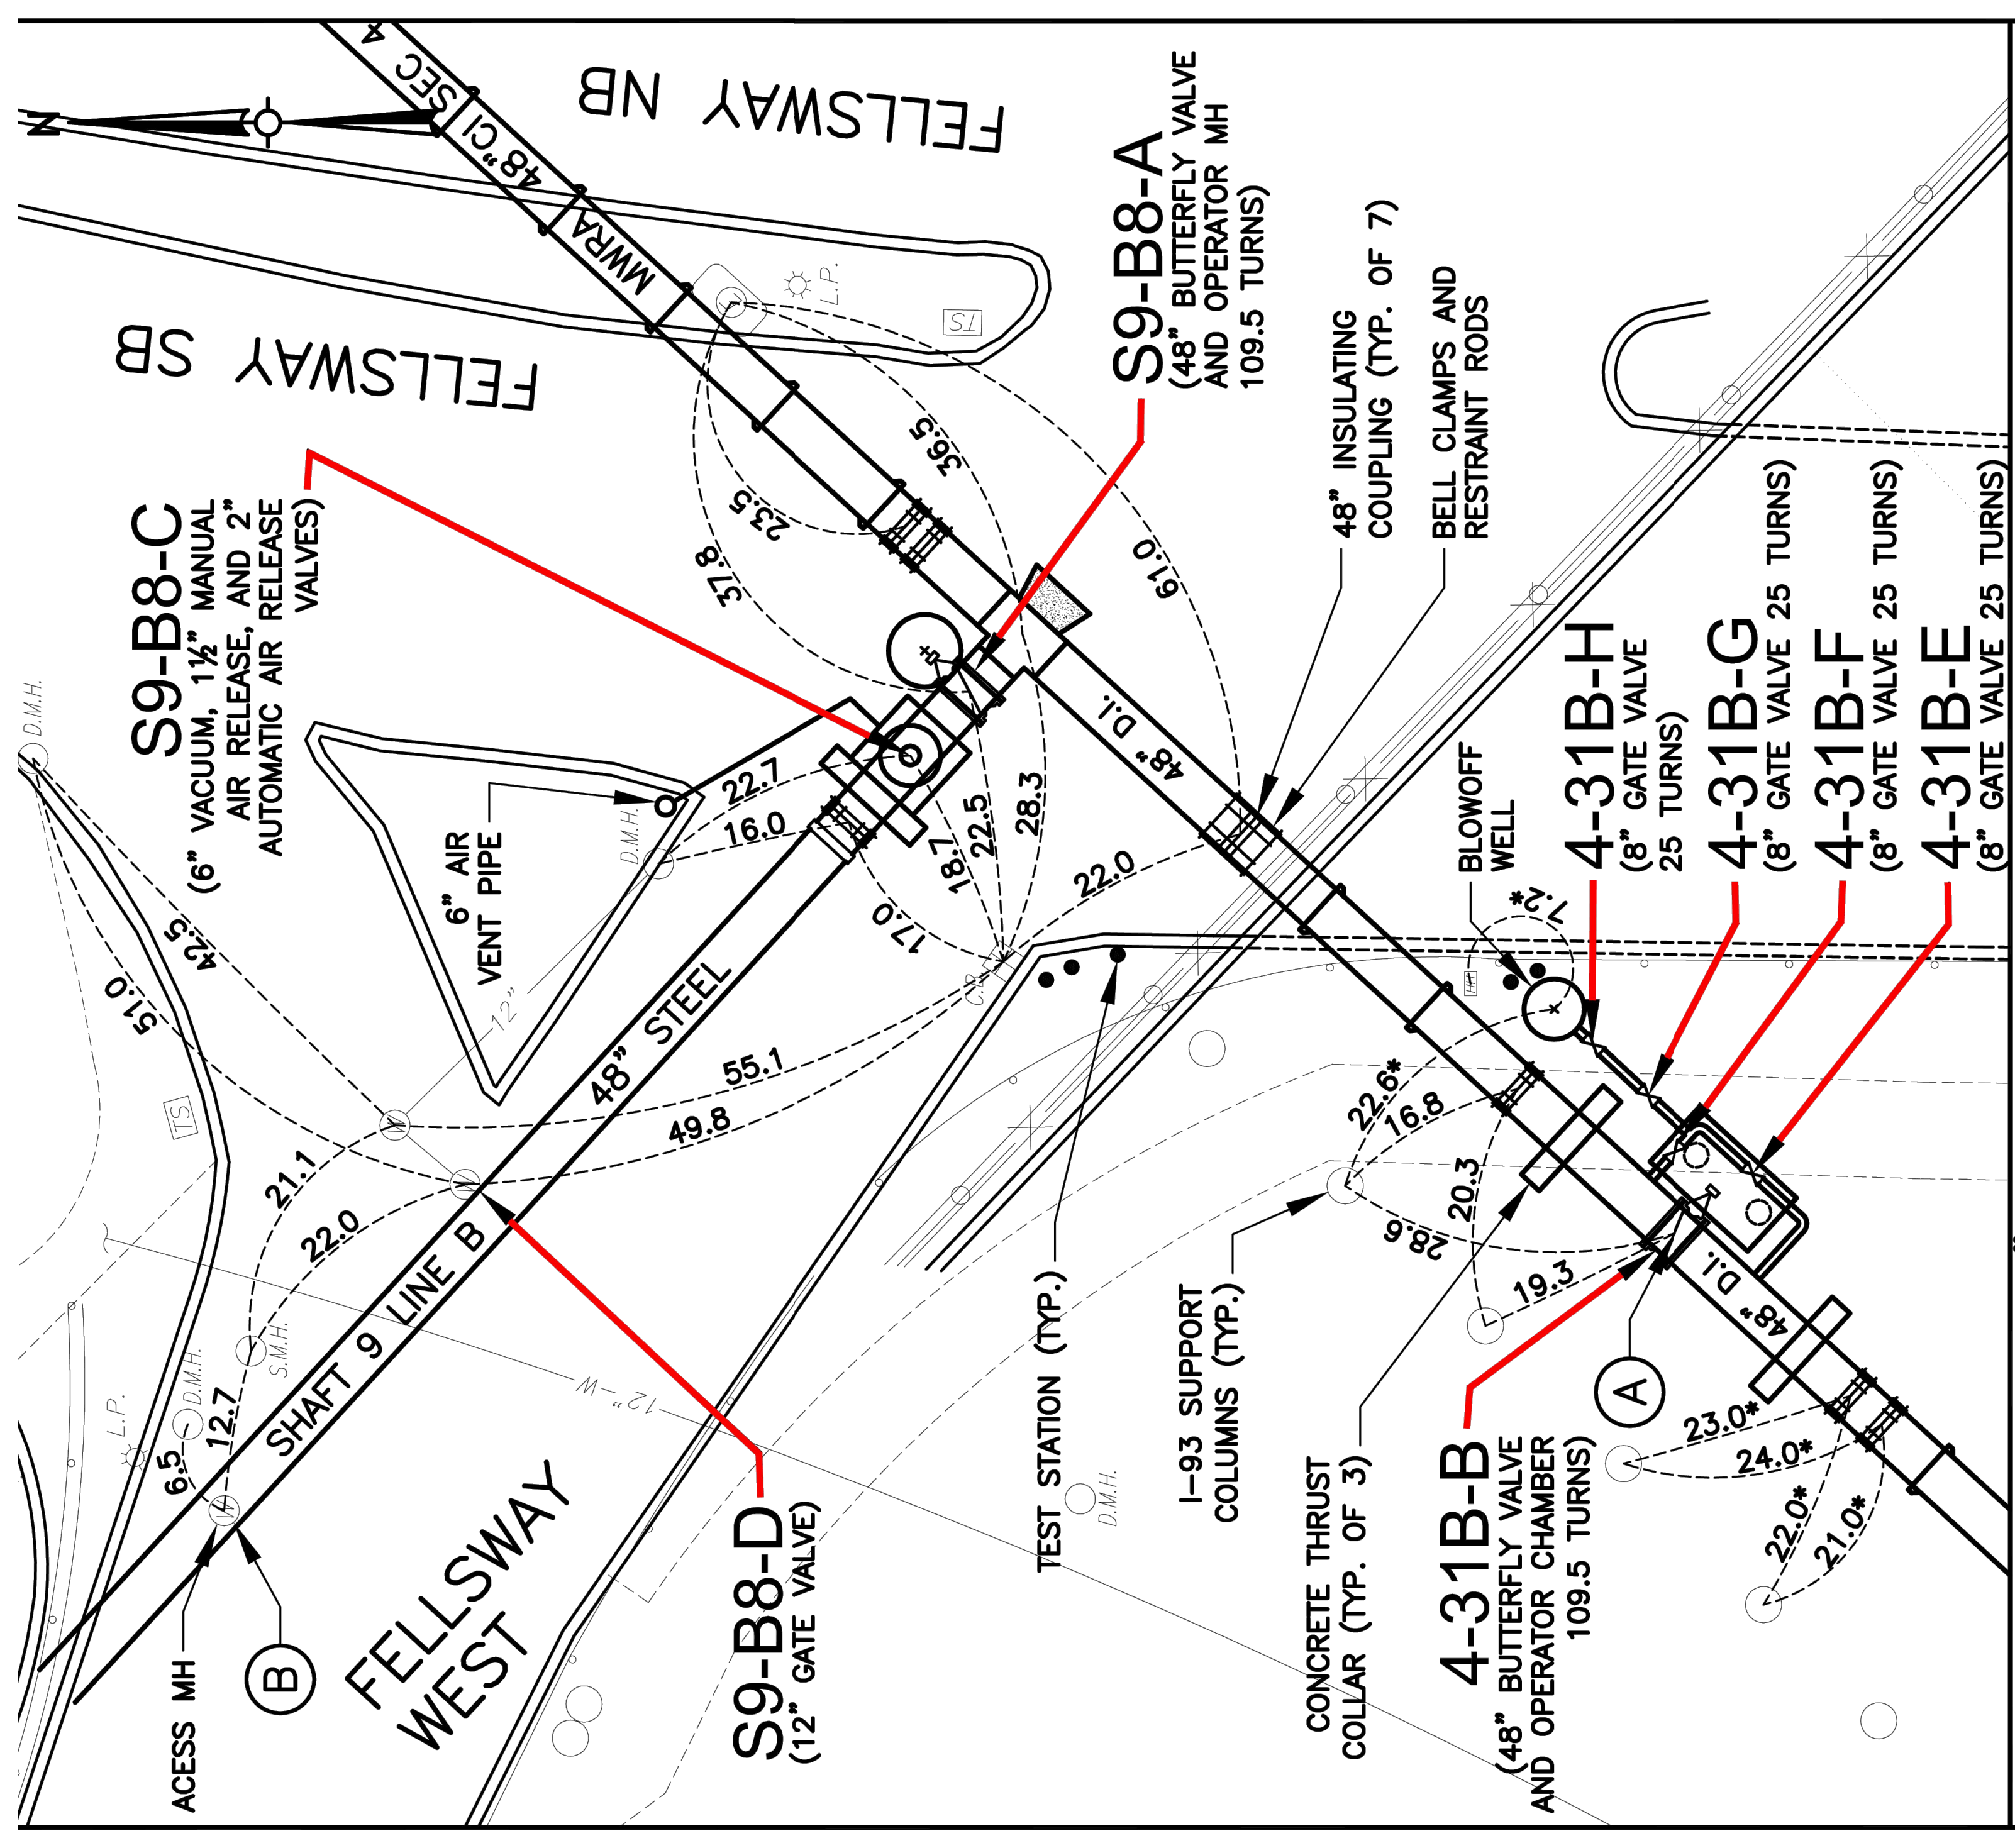 N
MWRA 48"CI SEC 4
FELLSWAY NB
FELLSWAY SB
S9-B8-C
(6" VACUUM, 1½" MANUAL
AIR RELEASE, AND 2"
AUTOMATIC AIR RELEASE
VALVES)
S9-B8-A
(48" BUTTERFLY VALVE
AND OPERATOR MH
109.5 TURNS)
L.P.
TS
36.5
23.5
37.8
61.0
48" INSULATING
COUPLING (TYP. OF 7)
BELL CLAMPS AND
RESTRAINT RODS
D.M.H.
42.5
51.0
6" AIR
VENT PIPE
D.M.H.
22.7
16.0
18.7
22.5
28.3
17.0
22.0
48" D.I.
12"
C.B.
TS
21.1
22.0
55.1
49.8
48" STEEL
SHAFT 9 LINE B
W
W
W
S.M.H.
D.M.H.
L.P.
6.5
12.7
ACESS MH
B
FELLSWAY
WEST
12"-W
S9-B8-D
(12" GATE VALVE)
TEST STATION (TYP.)
D.M.H.
I-93 SUPPORT
COLUMNS (TYP.)
CONCRETE THRUST
COLLAR (TYP. OF 3)
BLOWOFF
WELL
HH
7.2*
4-31B-H
(8" GATE VALVE
25 TURNS)
4-31B-G
(8" GATE VALVE 25 TURNS)
4-31B-F
(8" GATE VALVE 25 TURNS)
4-31B-E
(8" GATE VALVE 25 TURNS)
22.6*
16.8
20.3
28.6
19.3
48" D.I.
A
4-31B-B
(48" BUTTERFLY VALVE
AND OPERATOR CHAMBER
109.5 TURNS)
23.0*
24.0*
22.0*
21.0*